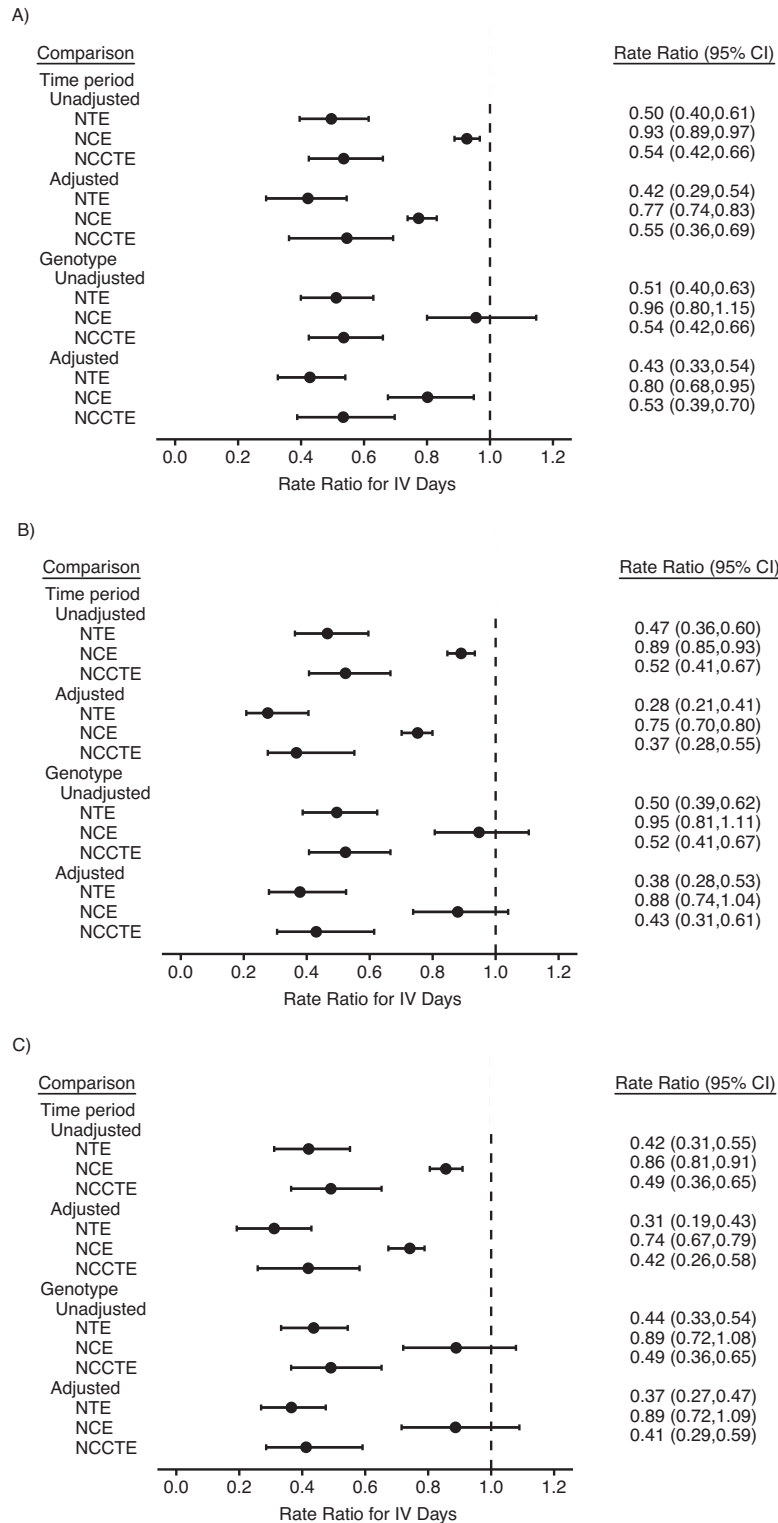 A)
Comparison Rate Ratio (95% CI)
Time period
Unadjusted
NTE 0.50 (0.40,0.61)
NCE 0.93 (0.89,0.97)
NCCTE 0.54 (0.42,0.66)
Adjusted
NTE 0.42 (0.29,0.54)
NCE 0.77 (0.74,0.83)
NCCTE 0.55 (0.36,0.69)
Genotype
Unadjusted
NTE 0.51 (0.40,0.63)
NCE 0.96 (0.80,1.15)
NCCTE 0.54 (0.42,0.66)
Adjusted
NTE 0.43 (0.33,0.54)
NCE 0.80 (0.68,0.95)
NCCTE 0.53 (0.39,0.70)
0.0 0.2 0.4 0.6 0.8 1.0 1.2
Rate Ratio for IV Days
B)
Comparison Rate Ratio (95% CI)
Time period
Unadjusted
NTE 0.47 (0.36,0.60)
NCE 0.89 (0.85,0.93)
NCCTE 0.52 (0.41,0.67)
Adjusted
NTE 0.28 (0.21,0.41)
NCE 0.75 (0.70,0.80)
NCCTE 0.37 (0.28,0.55)
Genotype
Unadjusted
NTE 0.50 (0.39,0.62)
NCE 0.95 (0.81,1.11)
NCCTE 0.52 (0.41,0.67)
Adjusted
NTE 0.38 (0.28,0.53)
NCE 0.88 (0.74,1.04)
NCCTE 0.43 (0.31,0.61)
0.0 0.2 0.4 0.6 0.8 1.0 1.2
Rate Ratio for IV Days
C)
Comparison Rate Ratio (95% CI)
Time period
Unadjusted
NTE 0.42 (0.31,0.55)
NCE 0.86 (0.81,0.91)
NCCTE 0.49 (0.36,0.65)
Adjusted
NTE 0.31 (0.19,0.43)
NCE 0.74 (0.67,0.79)
NCCTE 0.42 (0.26,0.58)
Genotype
Unadjusted
NTE 0.44 (0.33,0.54)
NCE 0.89 (0.72,1.08)
NCCTE 0.49 (0.36,0.65)
Adjusted
NTE 0.37 (0.27,0.47)
NCE 0.89 (0.72,1.09)
NCCTE 0.41 (0.29,0.59)
0.0 0.2 0.4 0.6 0.8 1.0 1.2
Rate Ratio for IV Days